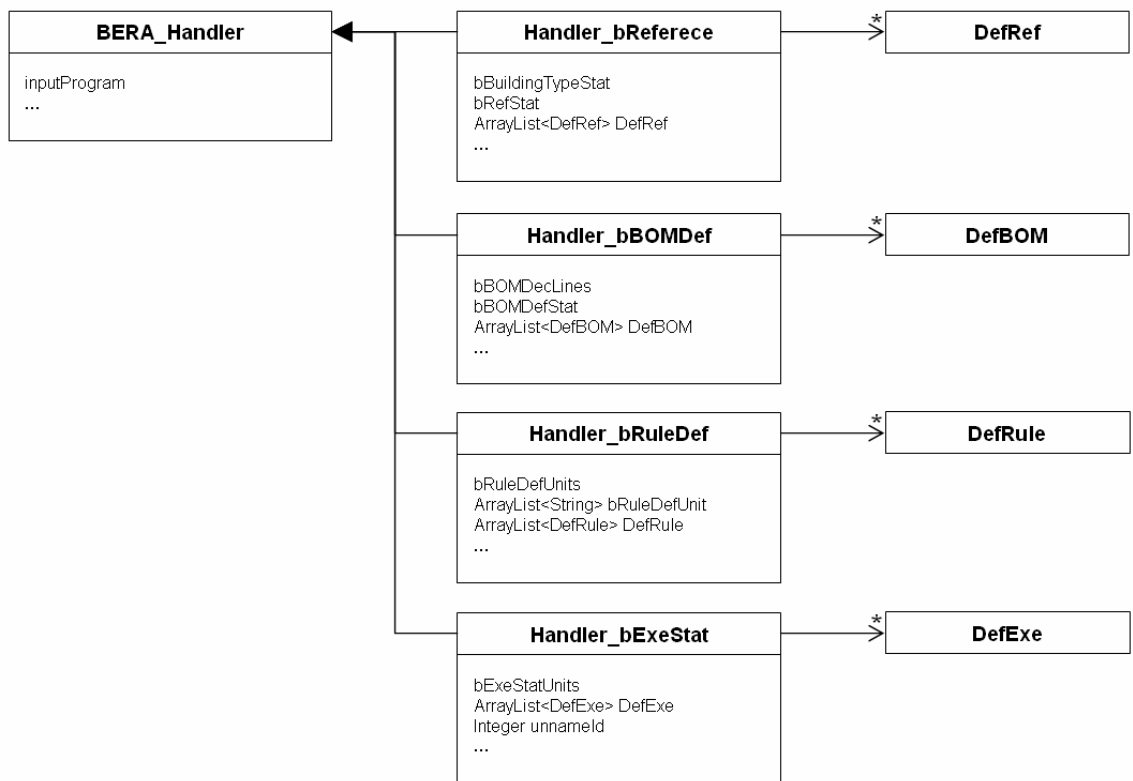 BERA_Handler
inputProgram
...
Handler_bReferece
bBuildingTypeStat
bRefStat
ArrayList<DefRef> DefRef
...
*
DefRef
Handler_bBOMDef
bBOMDecLines
bBOMDefStat
ArrayList<DefBOM> DefBOM
...
*
DefBOM
Handler_bRuleDef
bRuleDefUnits
ArrayList<String> bRuleDefUnit
ArrayList<DefRule> DefRule
...
*
DefRule
Handler_bExeStat
bExeStatUnits
ArrayList<DefExe> DefExe
Integer unnameId
...
*
DefExe